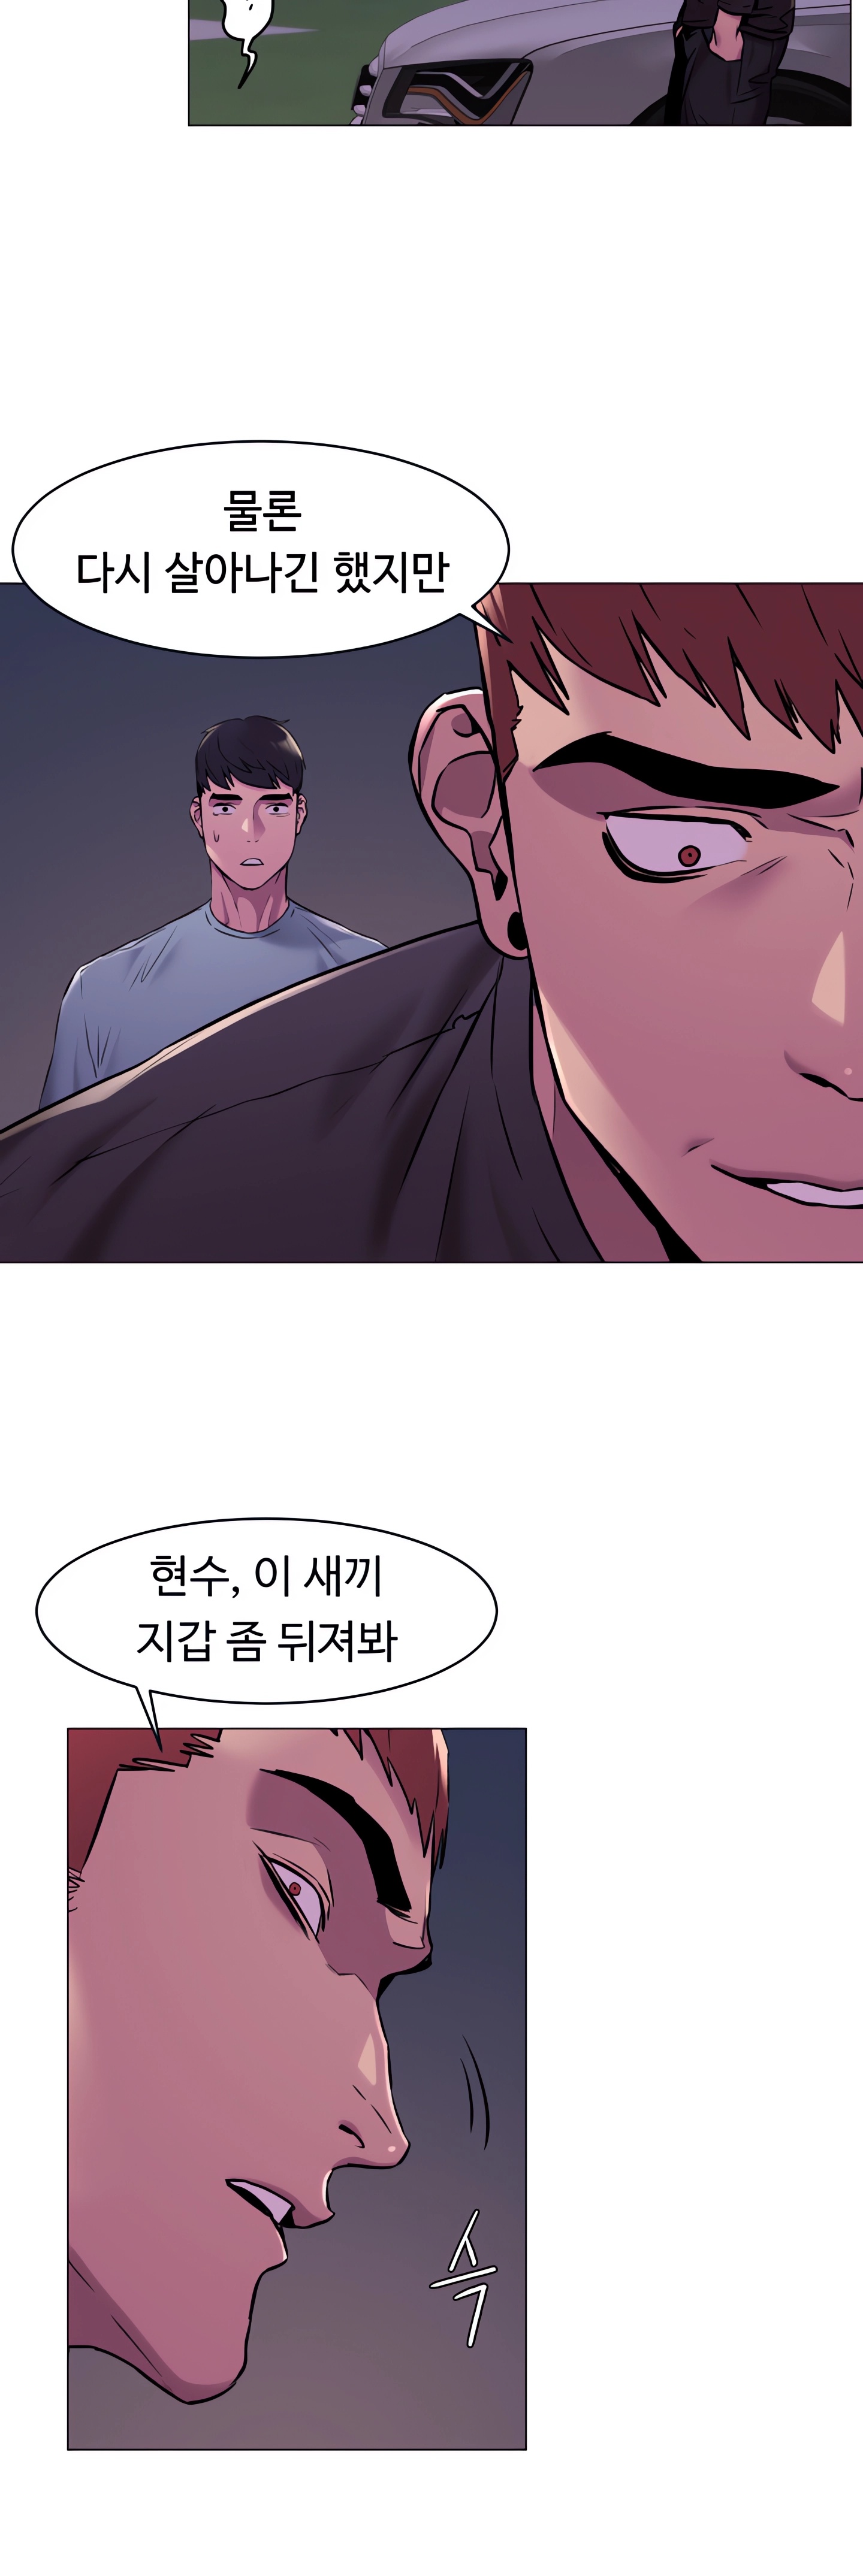 물론
다시 살아나긴 했지만
현수, 이 새끼
지갑 좀 뒤져봐
슥